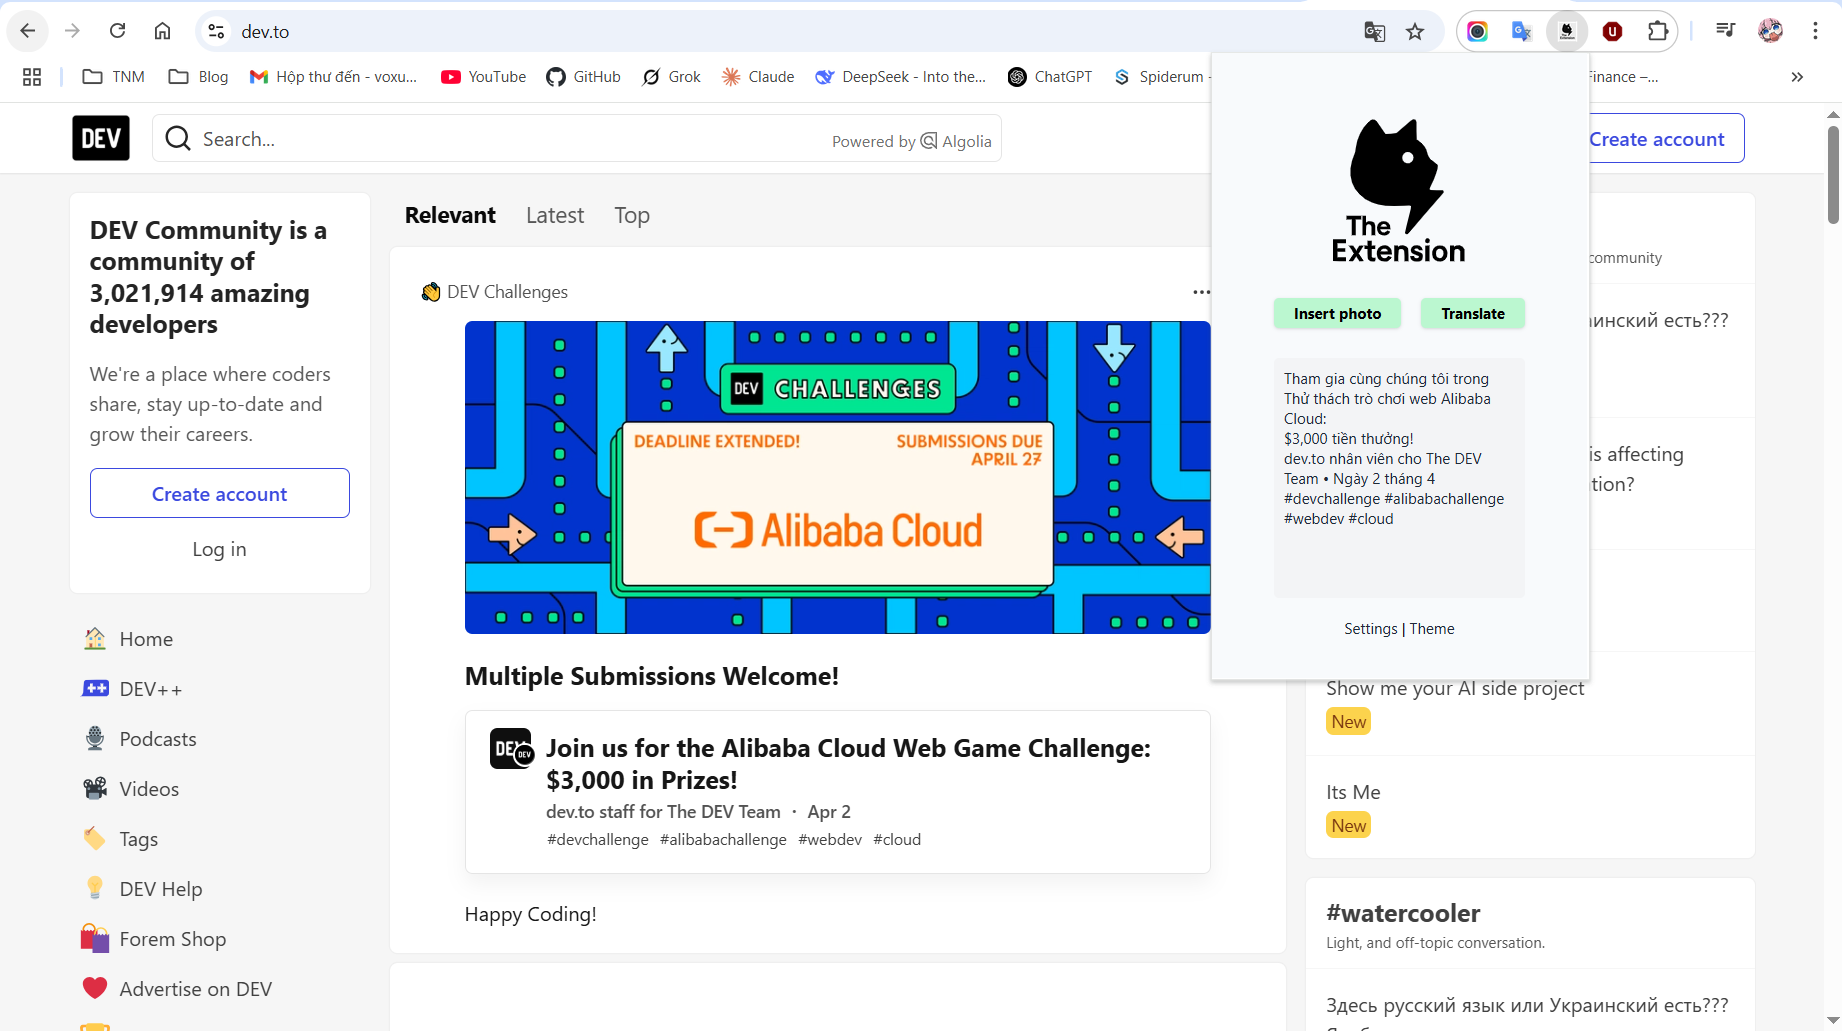 dev.to
TNM
Blog
Hộp thư đến - voxu...
YouTube
GitHub
Grok
Claude
DeepSeek - Into the...
ChatGPT
Spiderum -
Finance –...
DEV
Search...
Powered by Algolia
Create account
DEV Community is a
community of
3,021,914 amazing
developers
We're a place where coders
share, stay up-to-date and
grow their careers.
Create account
Log in
Home
DEV++
Podcasts
Videos
Tags
DEV Help
Forem Shop
Advertise on DEV
Relevant
Latest
Top
DEV Challenges
DEV CHALLENGES
DEADLINE EXTENDED!
SUBMISSIONS DUE
APRIL 27
Alibaba Cloud
Multiple Submissions Welcome!
DEV
DEV
Join us for the Alibaba Cloud Web Game Challenge:
$3,000 in Prizes!
dev.to staff for The DEV Team · Apr 2
#devchallenge #alibabachallenge #webdev #cloud
Happy Coding!
The
Extension
Insert photo
Translate
Tham gia cùng chúng tôi trong
Thử thách trò chơi web Alibaba
Cloud:
$3,000 tiền thưởng!
dev.to nhân viên cho The DEV
Team • Ngày 2 tháng 4
#devchallenge #alibabachallenge
#webdev #cloud
Settings | Theme
community
есть???
is affecting
Show me your AI side project
New
Its Me
New
#watercooler
Light, and off-topic conversation.
Здесь русский язык или Украинский есть???